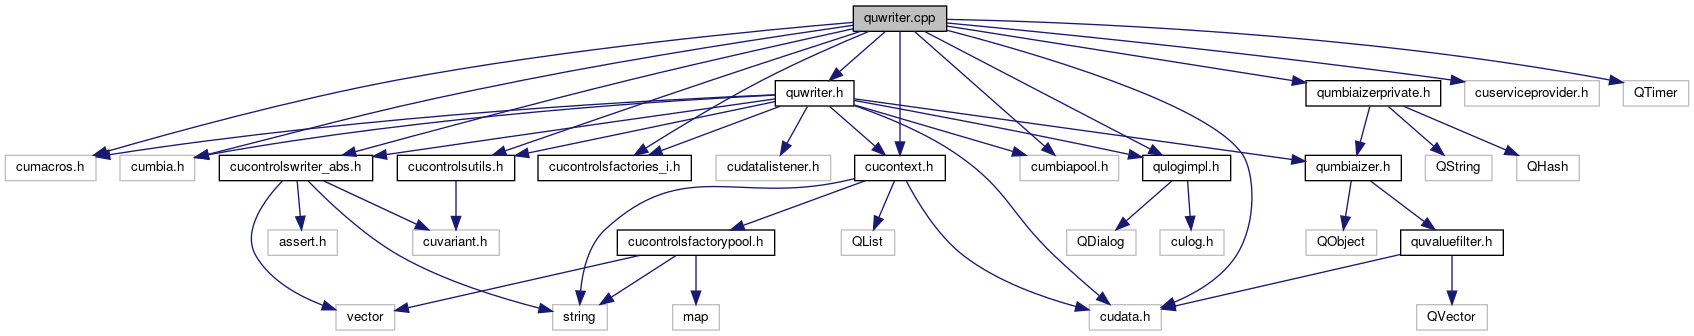 quwriter.cpp
quwriter.h
qumbiaizerprivate.h
cuserviceprovider.h
QTimer
cumacros.h
cumbia.h
cucontrolswriter_abs.h
cucontrolsutils.h
cucontrolsfactories_i.h
cudatalistener.h
cucontext.h
cumbiapool.h
qulogimpl.h
qumbiaizer.h
QString
QHash
assert.h
cuvariant.h
cucontrolsfactorypool.h
QList
QDialog
culog.h
QObject
quvaluefilter.h
vector
string
map
cudata.h
QVector